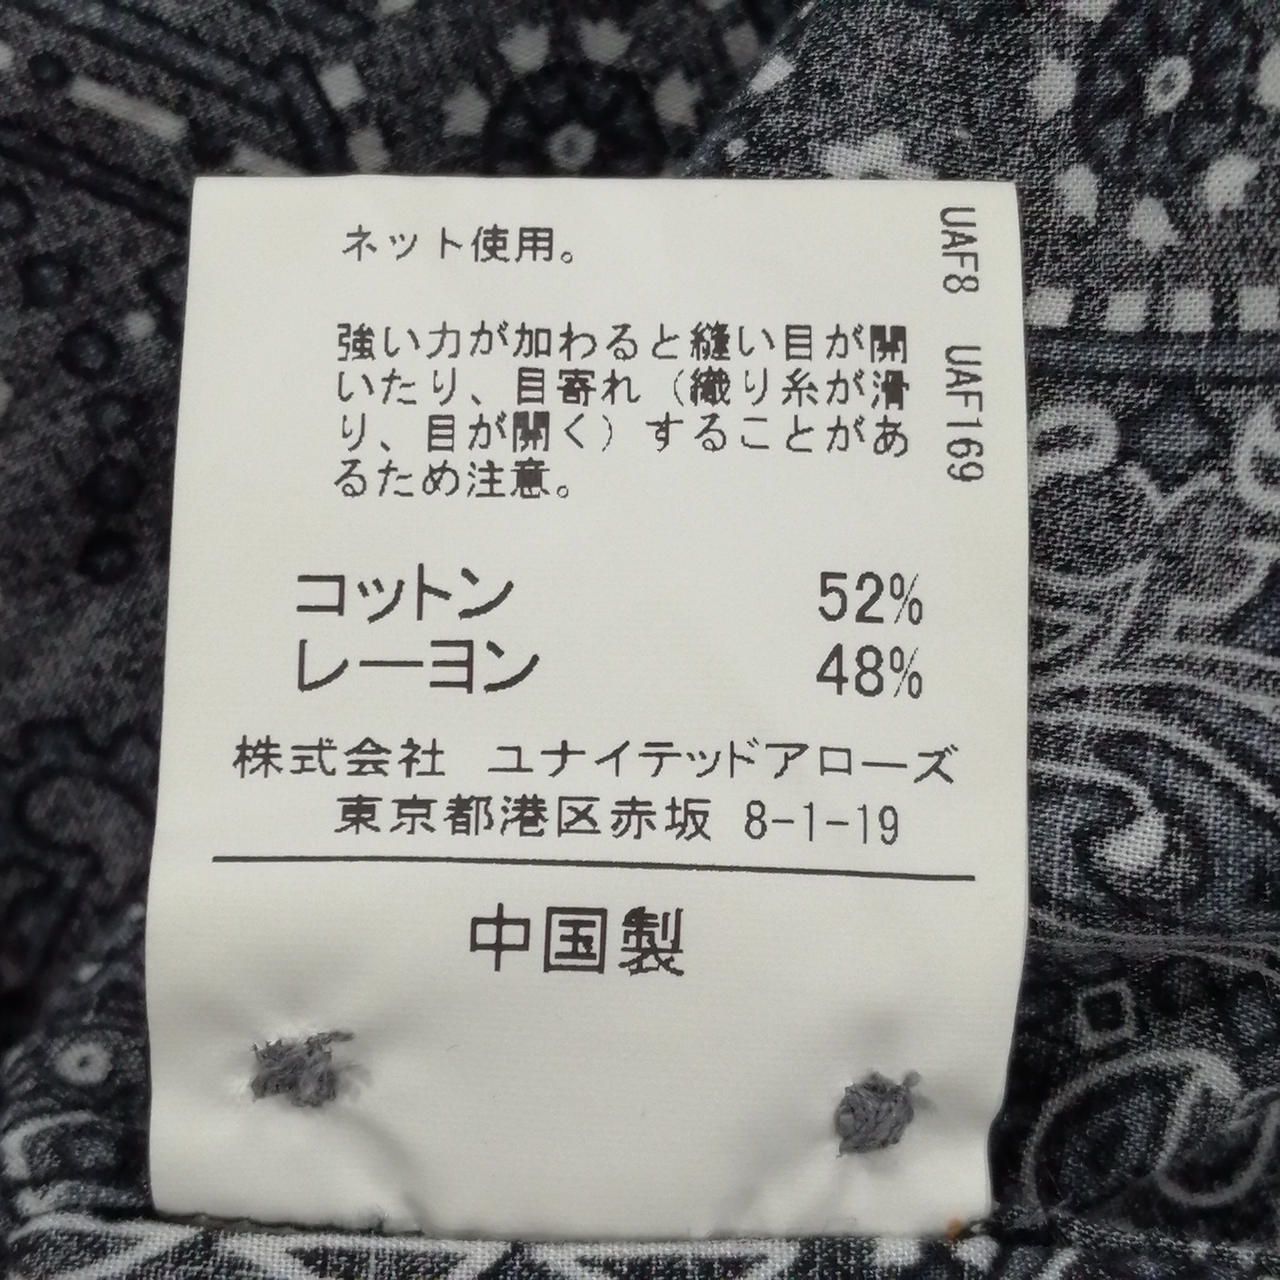 ネット使用。
強い力が加わると縫い目が開
いたり、目寄れ（織り糸が滑
り、目が開く）することがあ
るため注意。
コットン 52%
レーヨン 48%
株式会社 ユナイテッドアローズ
東京都港区赤坂 8-1-19
中国製
UAF8 UAF169